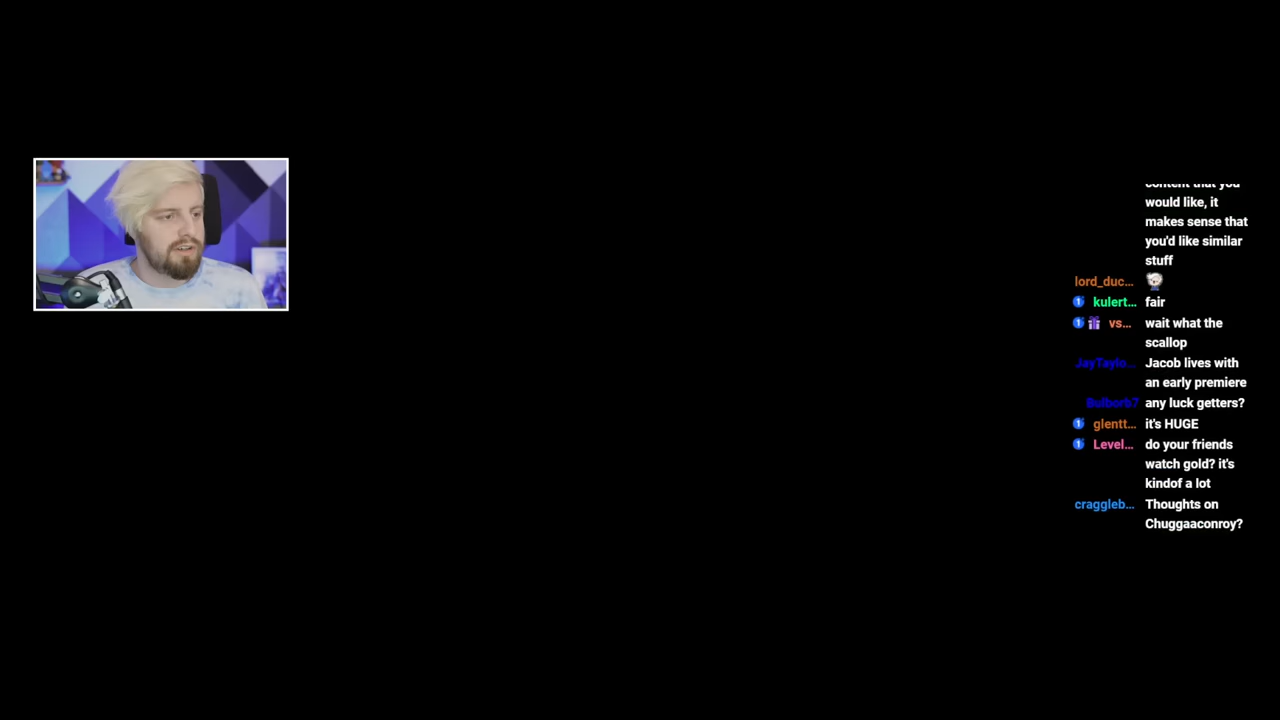 content that you
would like, it
makes sense that
you'd like similar
stuff
lord_duc...
kulert... fair
vs... wait what the
scallop
JayTaylo... Jacob lives with
an early premiere
Bulborb7 any luck getters?
glentt... it's HUGE
Level... do your friends
watch gold? it's
kindof a lot
craggleb... Thoughts on
Chuggaaconroy?